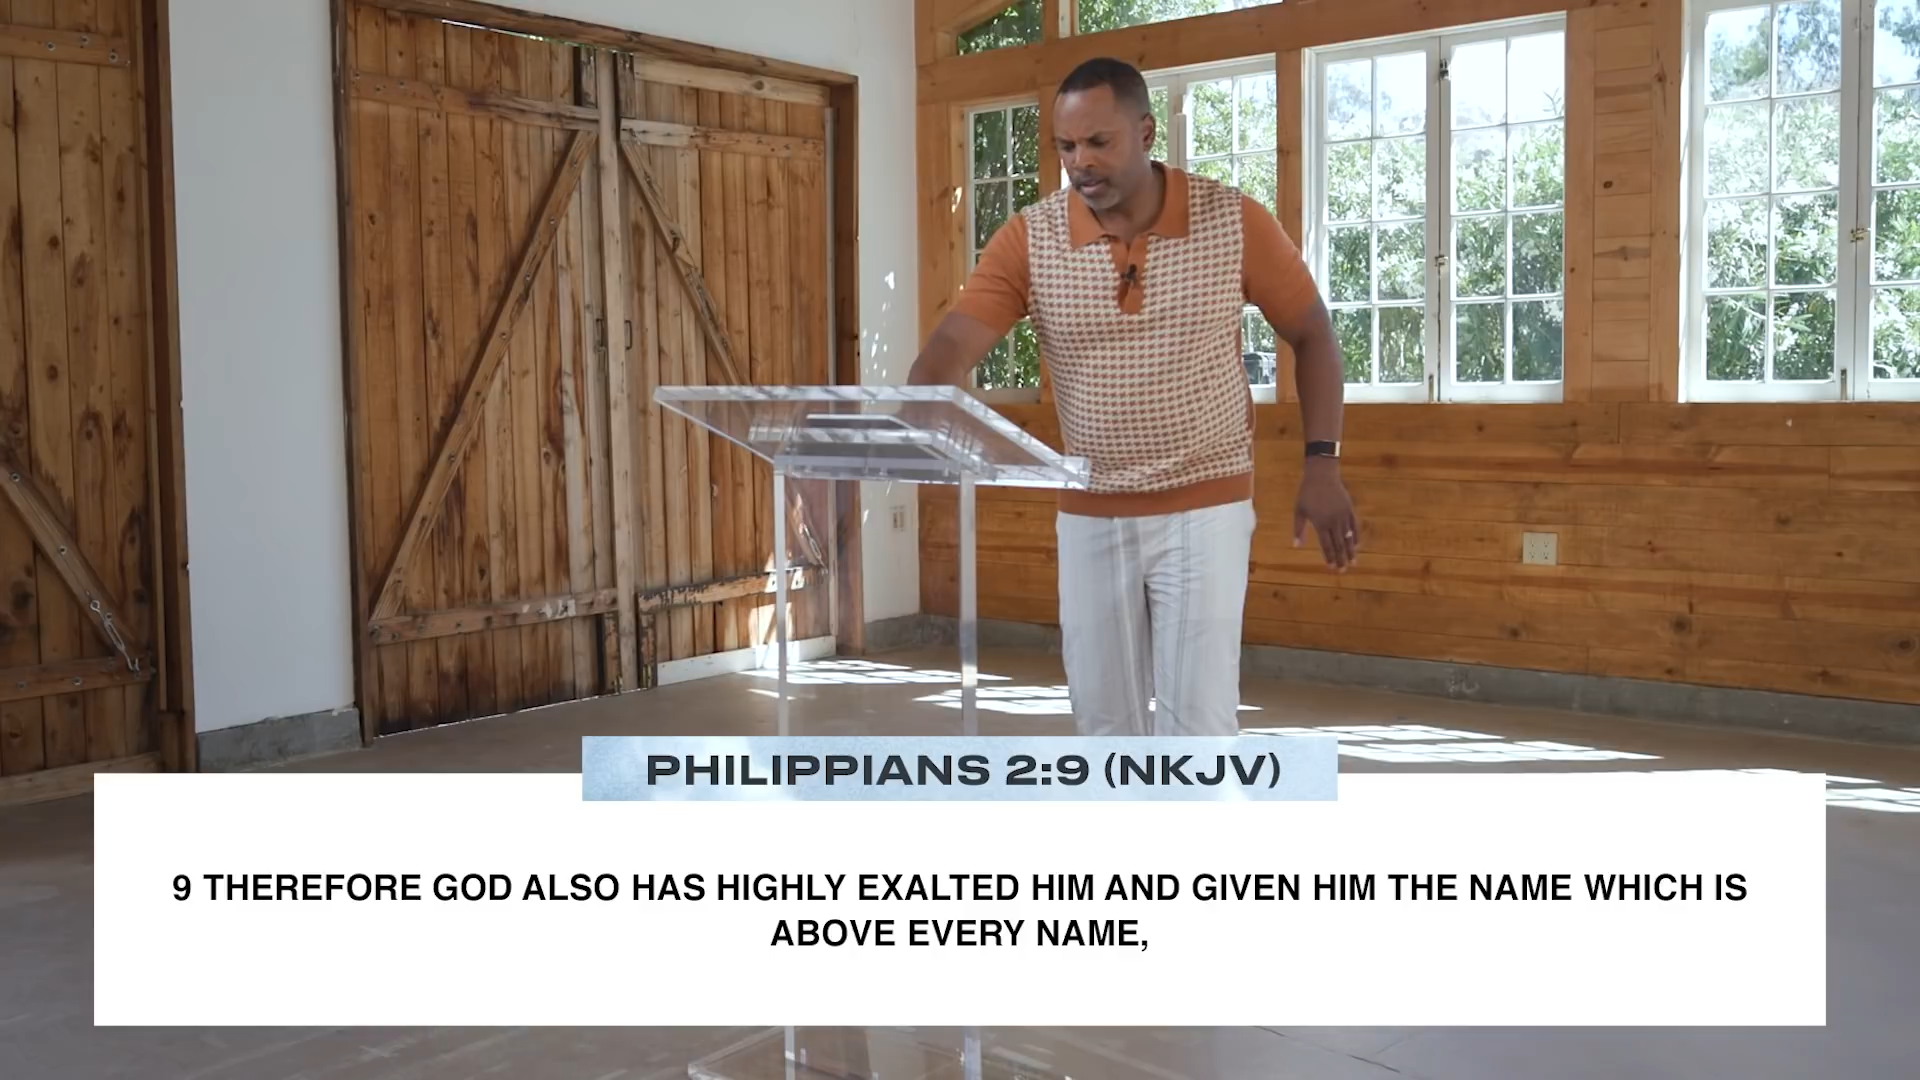 PHILIPPIANS 2:9 (NKJV)
9 THEREFORE GOD ALSO HAS HIGHLY EXALTED HIM AND GIVEN HIM THE NAME WHICH IS
ABOVE EVERY NAME,